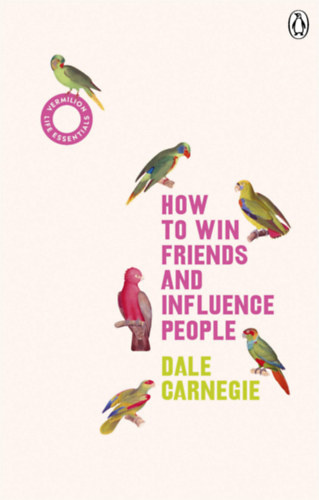 VERMILION
LIFE ESSENTIALS
HOW
TO WIN
FRIENDS
AND
INFLUENCE
PEOPLE
DALE
CARNEGIE